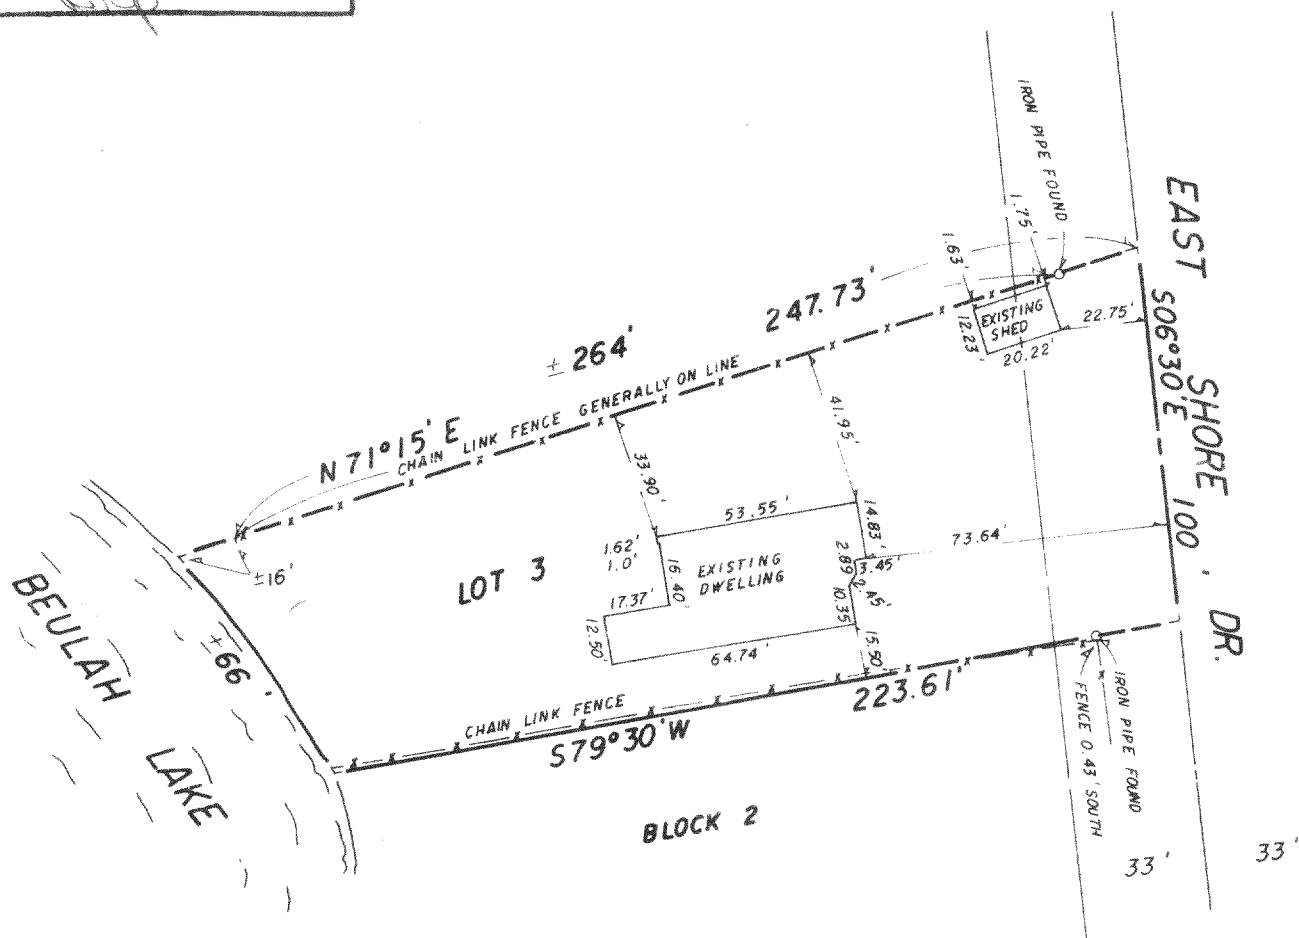 IRON PIPE FOUND
1.75'
1.63'
EAST SHORE DR.
S06°30'E 100'
247.73'
EXISTING
SHED
12.23'
20.22'
22.75'
± 264'
N 71°15' E
CHAIN LINK FENCE GENERALLY ON LINE
41.95'
33.90'
53.55'
14.83'
73.64'
1.62'
1.0'
16.40'
EXISTING
DWELLING
2.89'
3.45'
2.45'
10.35
LOT 3
17.37'
12.50'
64.74'
15.50'
±16'
±66'
BEULAH
LAKE
CHAIN LINK FENCE
S79°30'W
223.61'
IRON PIPE FOUND
FENCE 0.43' SOUTH
BLOCK 2
33'
33'